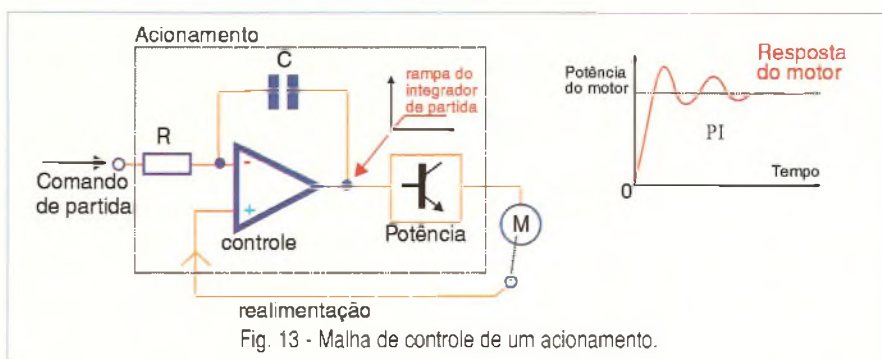 Acionamento
C
rampa do
integrador
de partida
R
-
+
Comando
de partida
controle
Potência
M
realimentação
Potência
do motor
Resposta
do motor
PI
Tempo
0
Fig. 13 - Malha de controle de um acionamento.